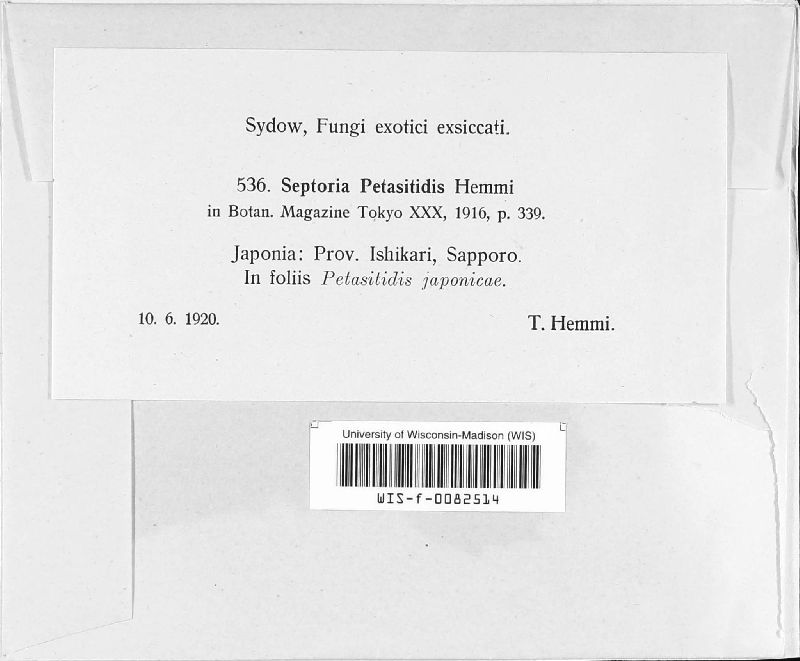 Sydow, Fungi exotici exsiccati.
536. Septoria Petasitidis Hemmi
in Botan. Magazine Tokyo XXX, 1916, p. 339.
Japonia: Prov. Ishikari, Sapporo.
In foliis Petasitidis japonicae.
10. 6. 1920. T. Hemmi.
University of Wisconsin-Madison (WIS)
WIS-f-0082514